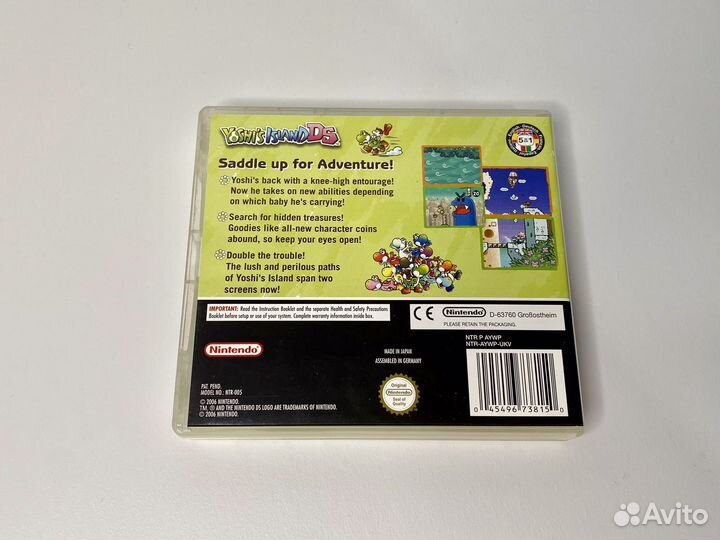 YOSHI'S ISLAND DS
5 in 1
Saddle up for Adventure!
Yoshi's back with a knee-high entourage!
Now he takes on new abilities depending
on which baby he's carrying!
Search for hidden treasures!
Goodies like all-new character coins
abound, so keep your eyes open!
Double the trouble!
The lush and perilous paths
of Yoshi's Island span two
screens now!
IMPORTANT: Read the Instruction Booklet and the separate Health and Safety Precautions
Booklet before setup or use of your system. Complete warranty information inside box.
CE Nintendo D-63760 Großostheim
PLEASE RETAIN THE PACKAGING.
Nintendo
MADE IN JAPAN
ASSEMBLED IN GERMANY
NTR P AYWP
NTR-AYWP-UKV
PAT. PEND.
MODEL NO.: NTR-005
© 2006 NINTENDO.
TM, ® AND THE NINTENDO DS LOGO ARE TRADEMARKS OF NINTENDO.
© 2006 NINTENDO.
Original
Nintendo
Seal of
Quality
0 45496 73815 0
Avito